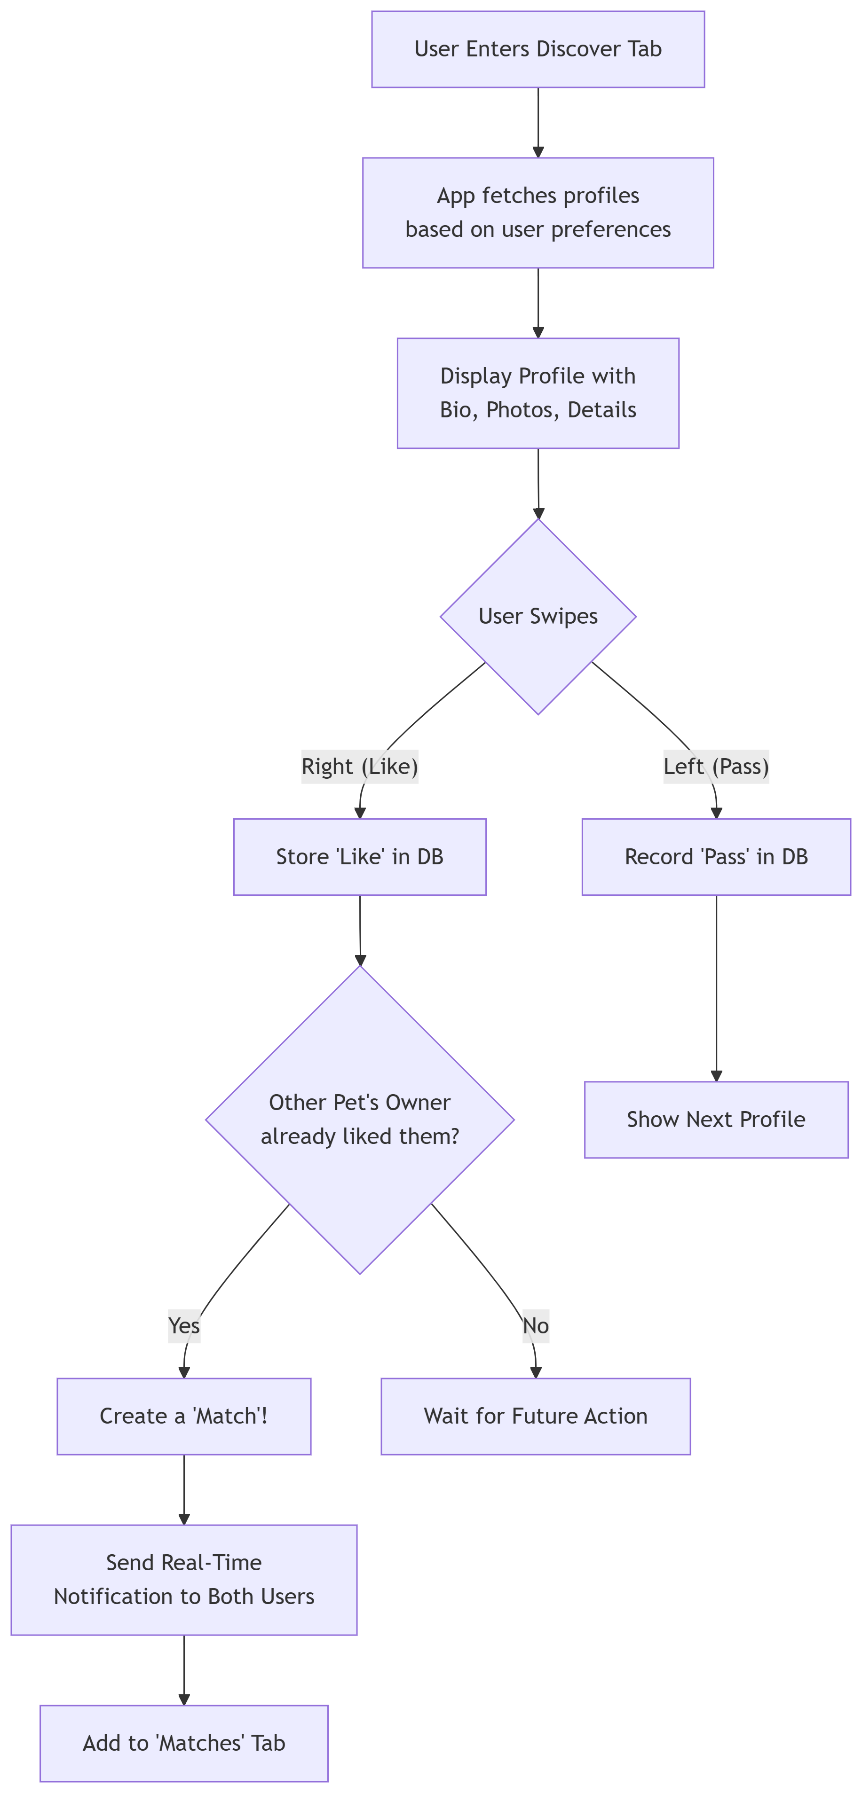 User Enters Discover Tab
App fetches profiles
based on user preferences
Display Profile with
Bio, Photos, Details
User Swipes
Right (Like)
Left (Pass)
Store 'Like' in DB
Record 'Pass' in DB
Other Pet's Owner
already liked them?
Show Next Profile
Yes
No
Create a 'Match'!
Wait for Future Action
Send Real-Time
Notification to Both Users
Add to 'Matches' Tab